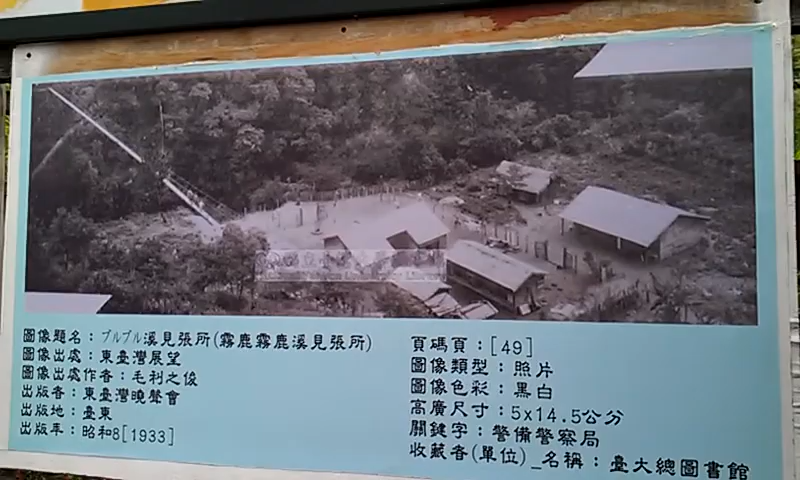 圖像題名：ブルブル溪見張所(霧鹿霧鹿溪見張所)
圖像出處：東臺灣展望
圖像出處作者：毛利之俊
出版者：東臺灣曉聲會
出版地：臺東
出版年：昭和8[1933]
頁碼頁：[49]
圖像類型：照片
圖像色彩：黑白
高廣尺寸：5x14.5公分
關鍵字：警備警察局
收藏者(單位)_名稱：臺大總圖書館